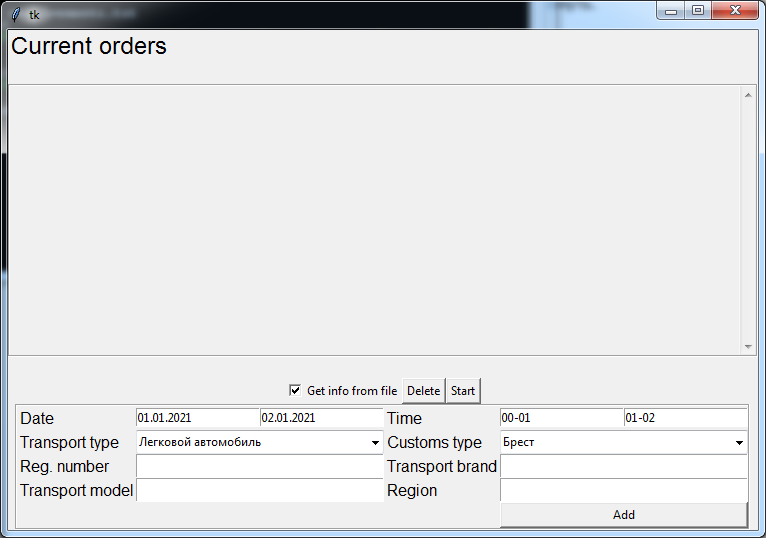 tk
Current orders
Get info from file Delete Start
Date 01.01.2021 02.01.2021 Time 00-01 01-02
Transport type Легковой автомобиль Customs type Брест
Reg. number Transport brand
Transport model Region
Add